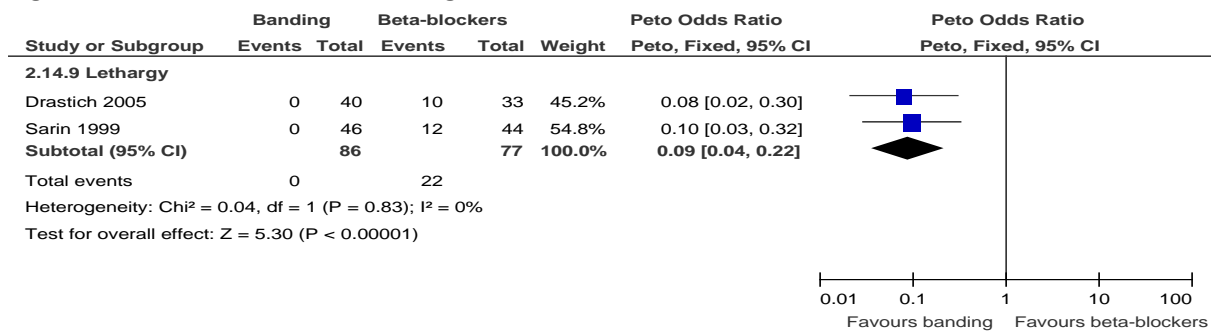 Banding Beta-blockers Peto Odds Ratio Peto Odds Ratio
Study or Subgroup Events Total Events Total Weight Peto, Fixed, 95% CI Peto, Fixed, 95% CI
2.14.9 Lethargy
Drastich 2005 0 40 10 33 45.2% 0.08 [0.02, 0.30]
Sarin 1999 0 46 12 44 54.8% 0.10 [0.03, 0.32]
Subtotal (95% CI) 86 77 100.0% 0.09 [0.04, 0.22]
Total events 0 22
Heterogeneity: Chi² = 0.04, df = 1 (P = 0.83); I² = 0%
Test for overall effect: Z = 5.30 (P < 0.00001)
0.01 0.1 1 10 100
Favours banding Favours beta-blockers